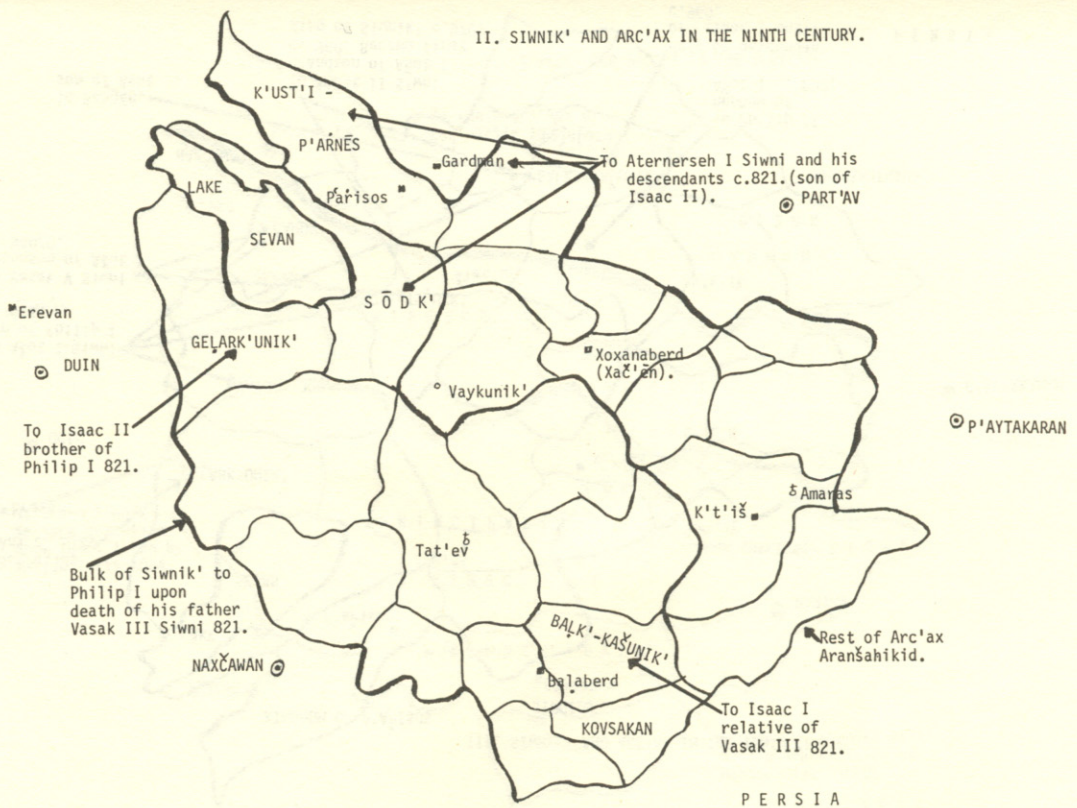 II. SIWNIK' AND ARC'AX IN THE NINTH CENTURY.
K'UST'I -
P'ARNĒS
Gardman
To Aternerseh I Siwni and his
descendants c.821.(son of
Isaac II).
PART'AV
Parisos
LAKE
SEVAN
SŌDK'
Erevan
DUIN
GEḶARK'UNIK'
Xoxanaberd
(Xač'ēn).
Vaykunik'
To Isaac II
brother of
Philip I 821.
P'AYTAKARAN
Amaras
K't'iš
Tat'ev
Bulk of Siwnik' to
Philip I upon
death of his father
Vasak III Siwni 821.
BAḶK'-KAŠUNIK'
Rest of Arc'ax
Aranšahikid.
NAXČAWAN
Baḷaberd
To Isaac I
relative of
Vasak III 821.
KOVSAKAN
PERSIA